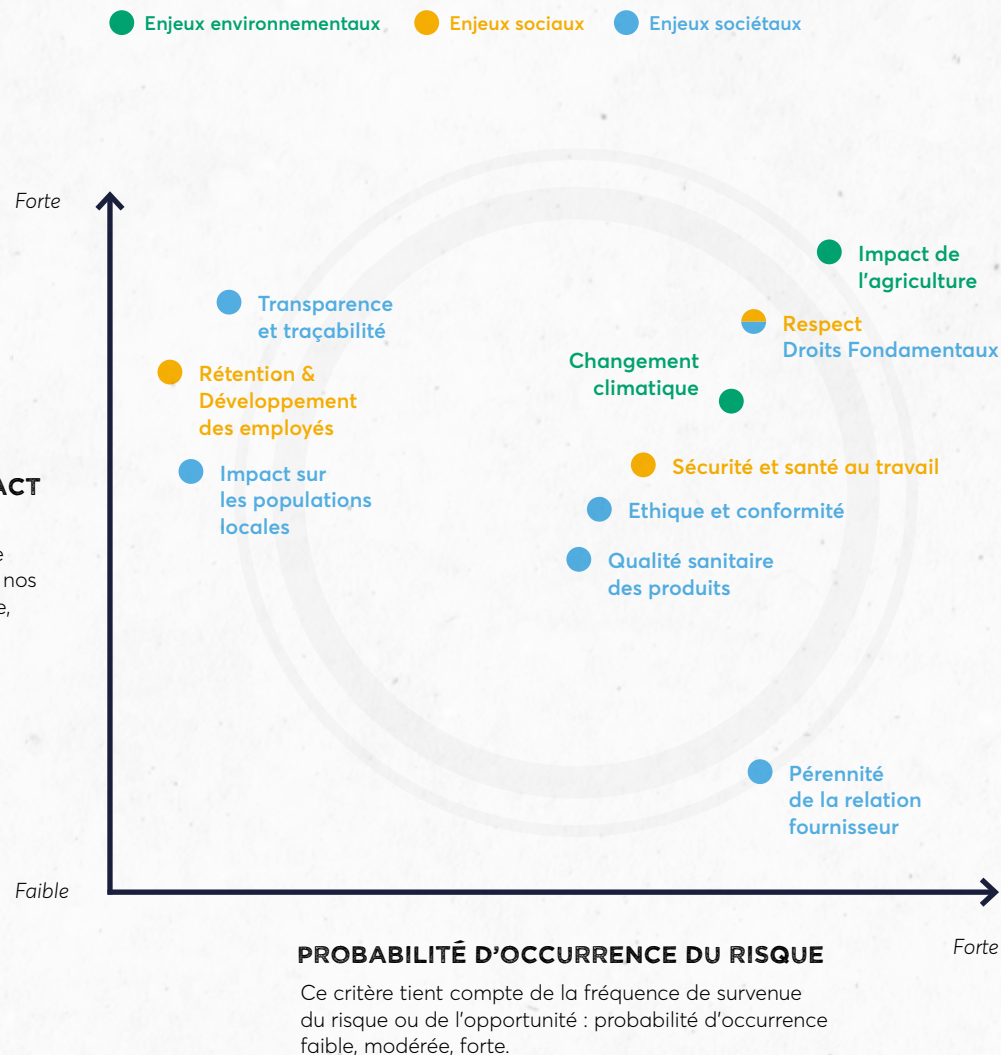 Enjeux environnementaux Enjeux sociaux Enjeux sociétaux
Forte
Impact de
l'agriculture
Transparence
et traçabilité
Respect
Droits Fondamentaux
Changement
climatique
Rétention &
Développement
des employés
Sécurité et santé au travail
Impact sur
les populations
locales
Ethique et conformité
nos
Qualité sanitaire
des produits
Pérennité
de la relation
fournisseur
Faible
Forte
PROBABILITÉ D'OCCURRENCE DU RISQUE
Ce critère tient compte de la fréquence de survenue
du risque ou de l'opportunité : probabilité d'occurrence
faible, modérée, forte.